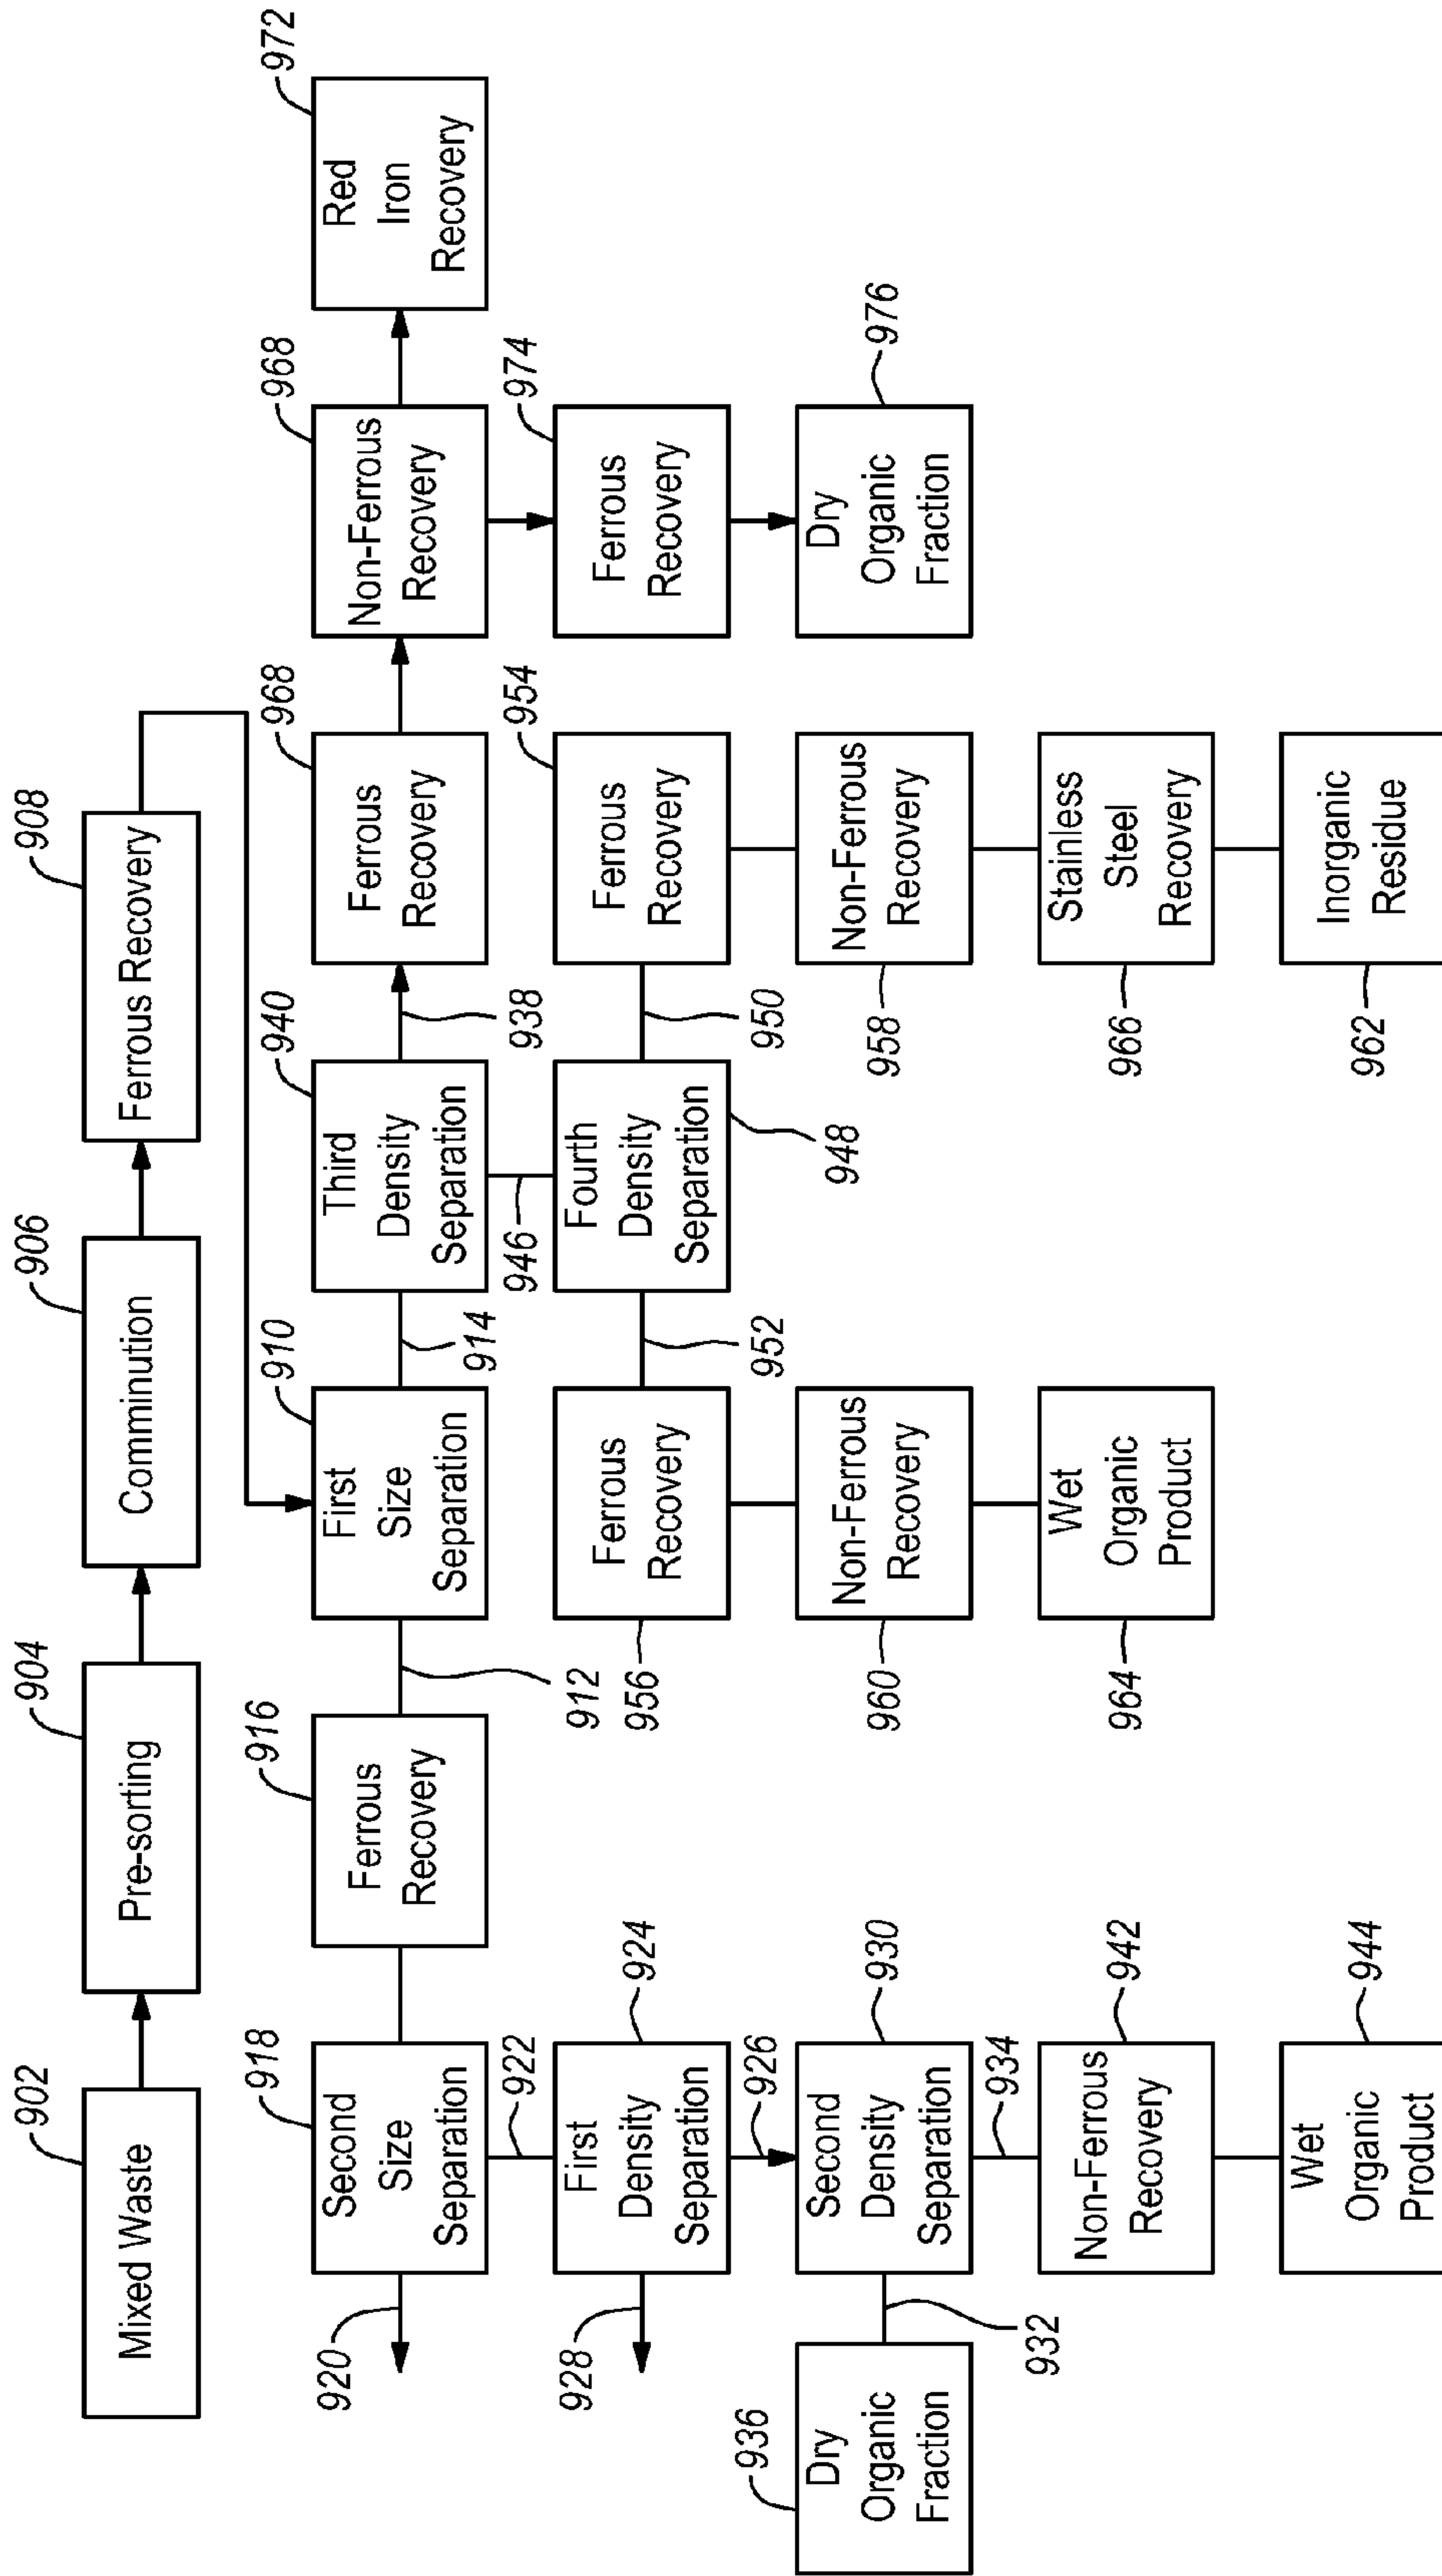 902
Mixed Waste
904
Pre-sorting
906
Comminution
908
Ferrous Recovery
918
Second
Size
Separation
920
916
Ferrous
Recovery
912
910
First
Size
Separation
914
940
Third
Density
Separation
938
968
Ferrous
Recovery
968
Non-Ferrous
Recovery
972
Red
Iron
Recovery
922
928
First
Density
Separation
924
956
Ferrous
Recovery
952
946
Fourth
Density
Separation
948
950
954
Ferrous
Recovery
974
Ferrous
Recovery
926
936
Dry
Organic
Fraction
932
Second
Density
Separation
930
960
Non-Ferrous
Recovery
958
Non-Ferrous
Recovery
Dry
Organic
Fraction
976
934
Non-Ferrous
Recovery
942
964
Wet
Organic
Product
966
Stainless
Steel
Recovery
Wet
Organic
Product
944
962
Inorganic
Residue